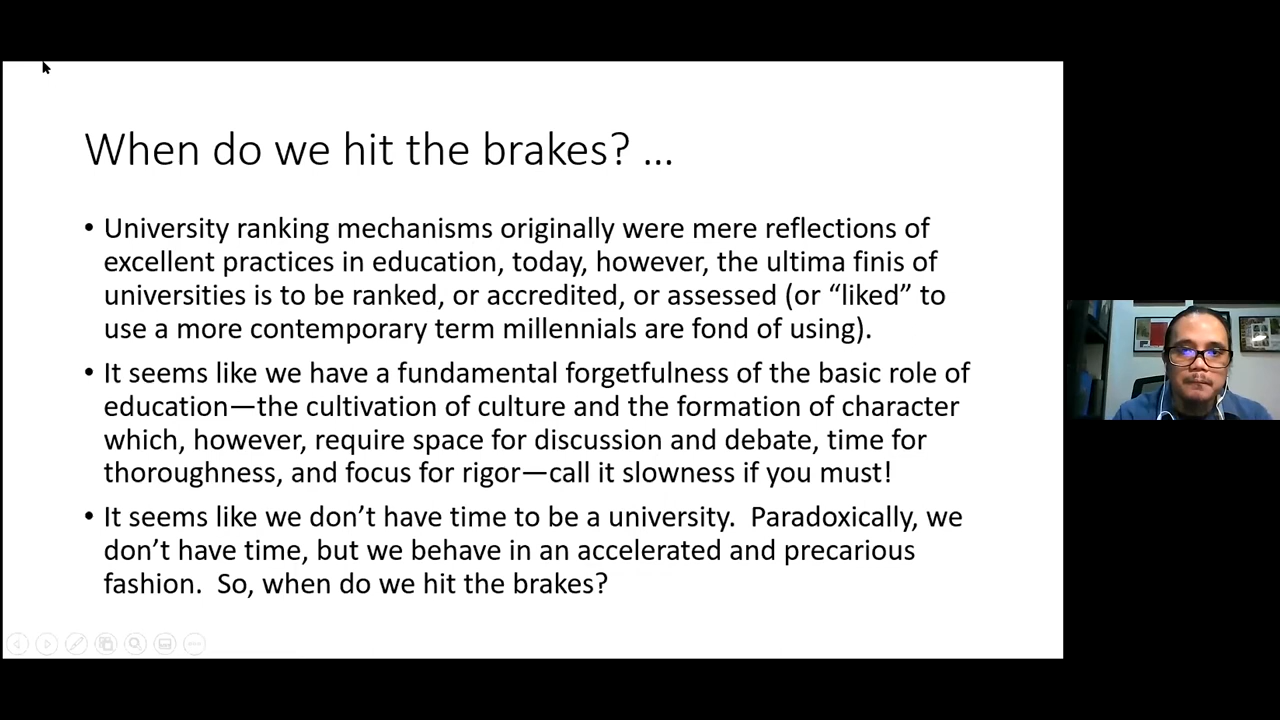 When do we hit the brakes? ...
• University ranking mechanisms originally were mere reflections of
excellent practices in education, today, however, the ultima finis of
universities is to be ranked, or accredited, or assessed (or “liked” to
use a more contemporary term millennials are fond of using).
• It seems like we have a fundamental forgetfulness of the basic role of
education—the cultivation of culture and the formation of character
which, however, require space for discussion and debate, time for
thoroughness, and focus for rigor—call it slowness if you must!
• It seems like we don’t have time to be a university.  Paradoxically, we
don’t have time, but we behave in an accelerated and precarious
fashion.  So, when do we hit the brakes?